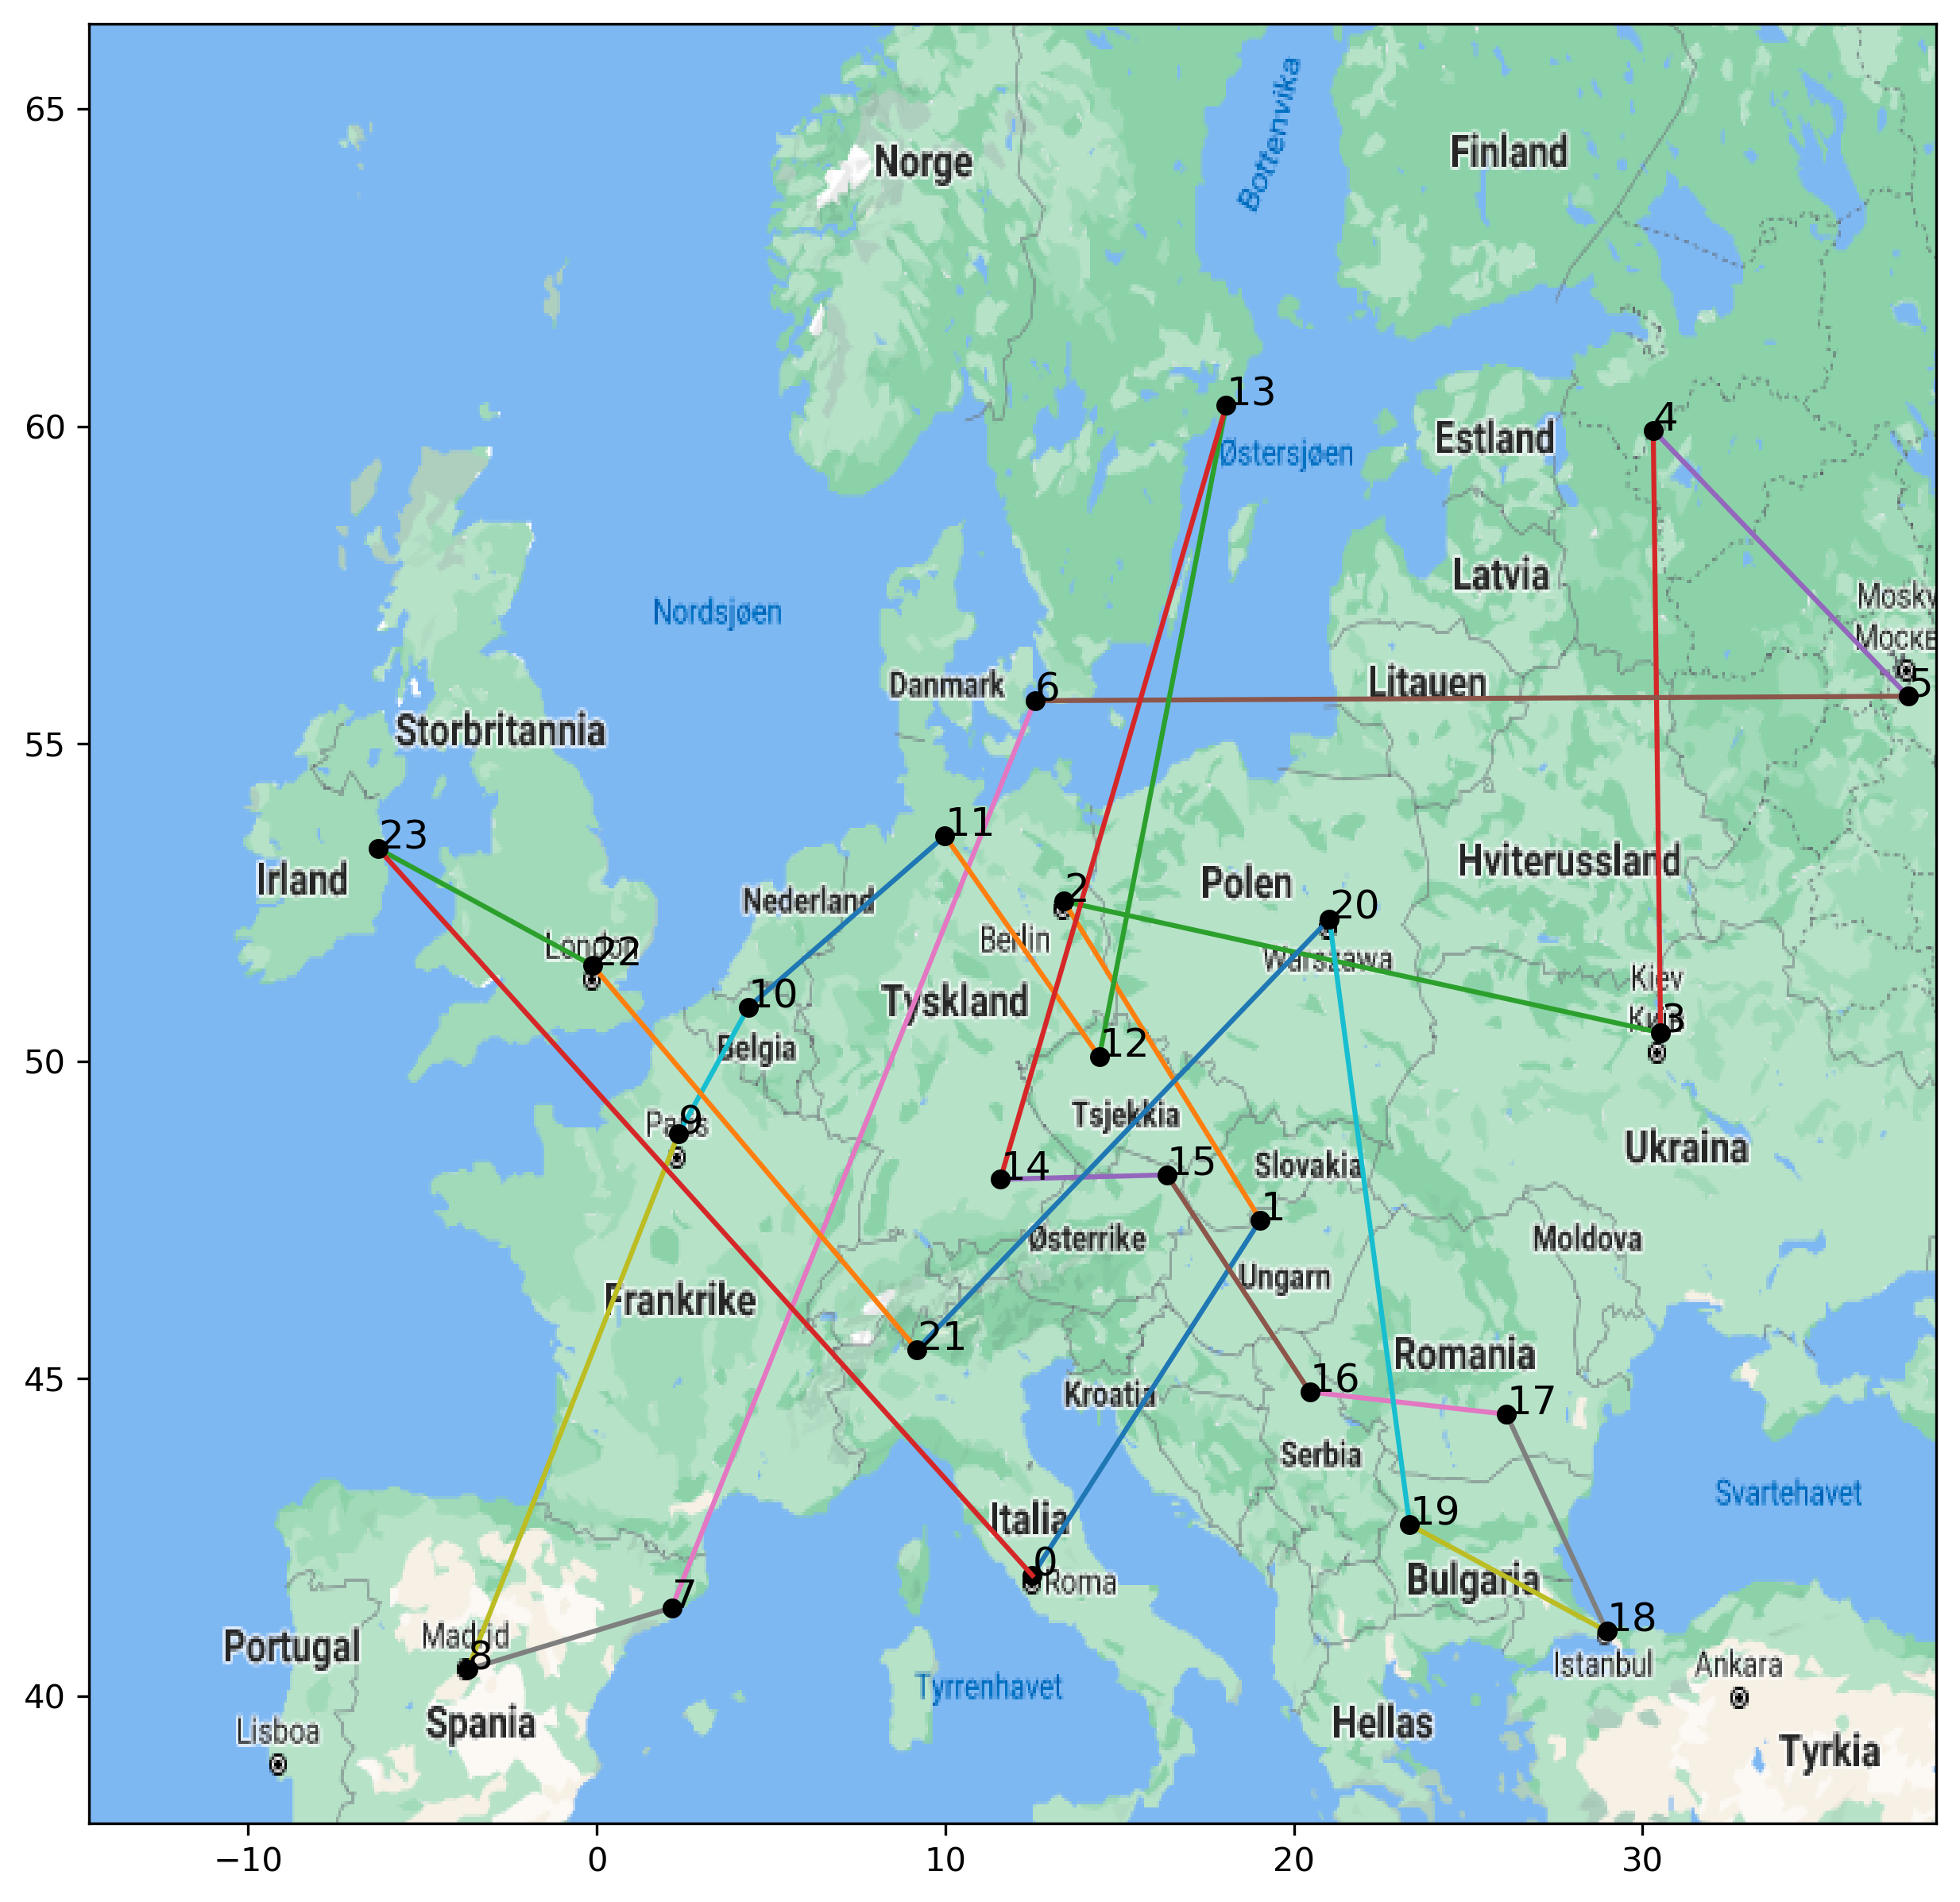 65
Norge
Finland
Bottenvika
60
13
4
Estland
Østersjøen
Latvia
Nordsjøen
Moskv
Москв
Danmark
6
Litauen
5
55
Storbritannia
23
11
Irland
Nederland
2
Polen
20
Hviterussland
Berlin
London
22
Warszawa
Kiev
10
Tyskland
3
50
Belgia
12
9
Paris
Tsjekkia
14
15
Slovakia
Ukraina
1
Østerrike
Moldova
Ungarn
Frankrike
21
45
Romania
Kroatia
16
17
Serbia
Svartehavet
19
Italia
0
Roma
Bulgaria
7
18
Portugal
Madrid
8
Istanbul
Ankara
Tyrrenhavet
40
Lisboa
Spania
Hellas
Tyrkia
−10
0
10
20
30